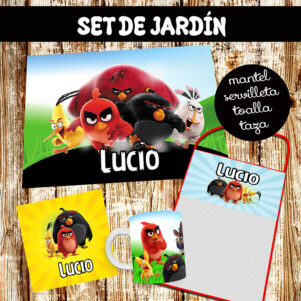 SET DE JARDÍN
mantel
servilleta
toalla
taza
LUCIO
LUCIO
LUCIO